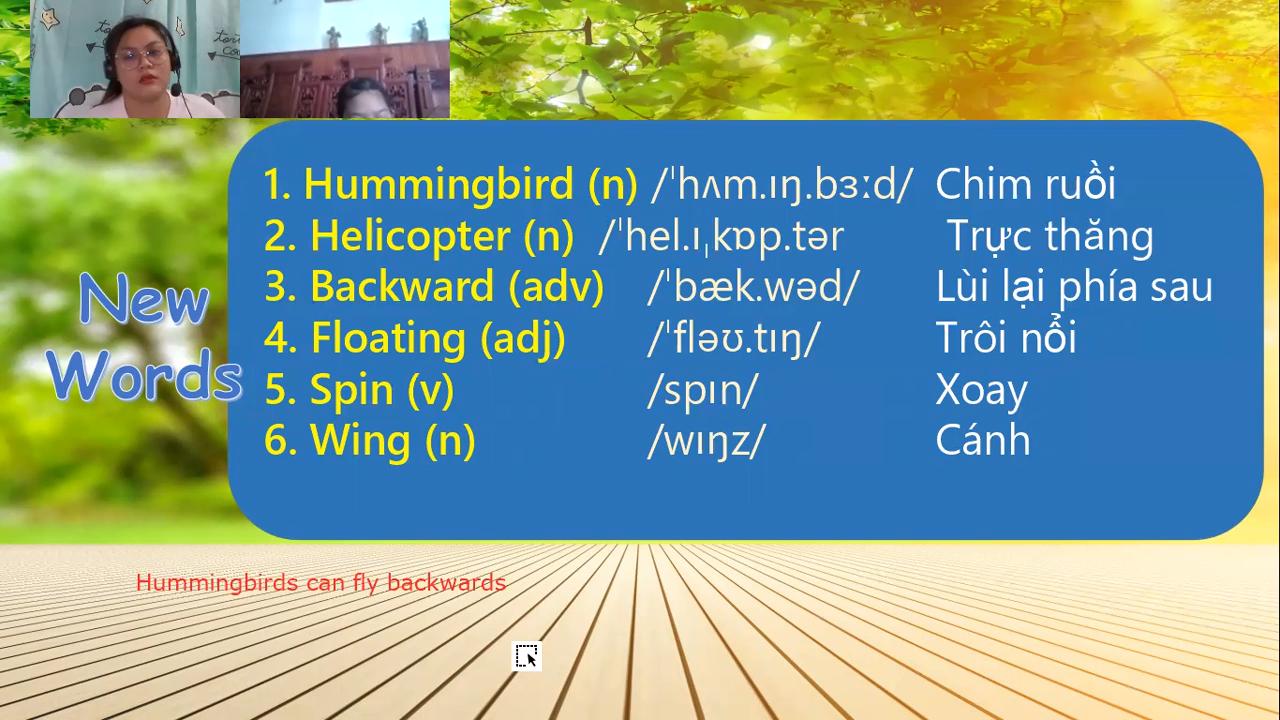 New
Words
1. Hummingbird (n) /ˈhʌm.ɪŋ.bɜːd/ Chim ruồi
2. Helicopter (n) /ˈhel.ɪˌkɒp.tər Trực thăng
3. Backward (adv) /ˈbæk.wəd/ Lùi lại phía sau
4. Floating (adj) /ˈfləʊ.tɪŋ/ Trôi nổi
5. Spin (v) /spɪn/ Xoay
6. Wing (n) /wɪŋz/ Cánh
Hummingbirds can fly backwards